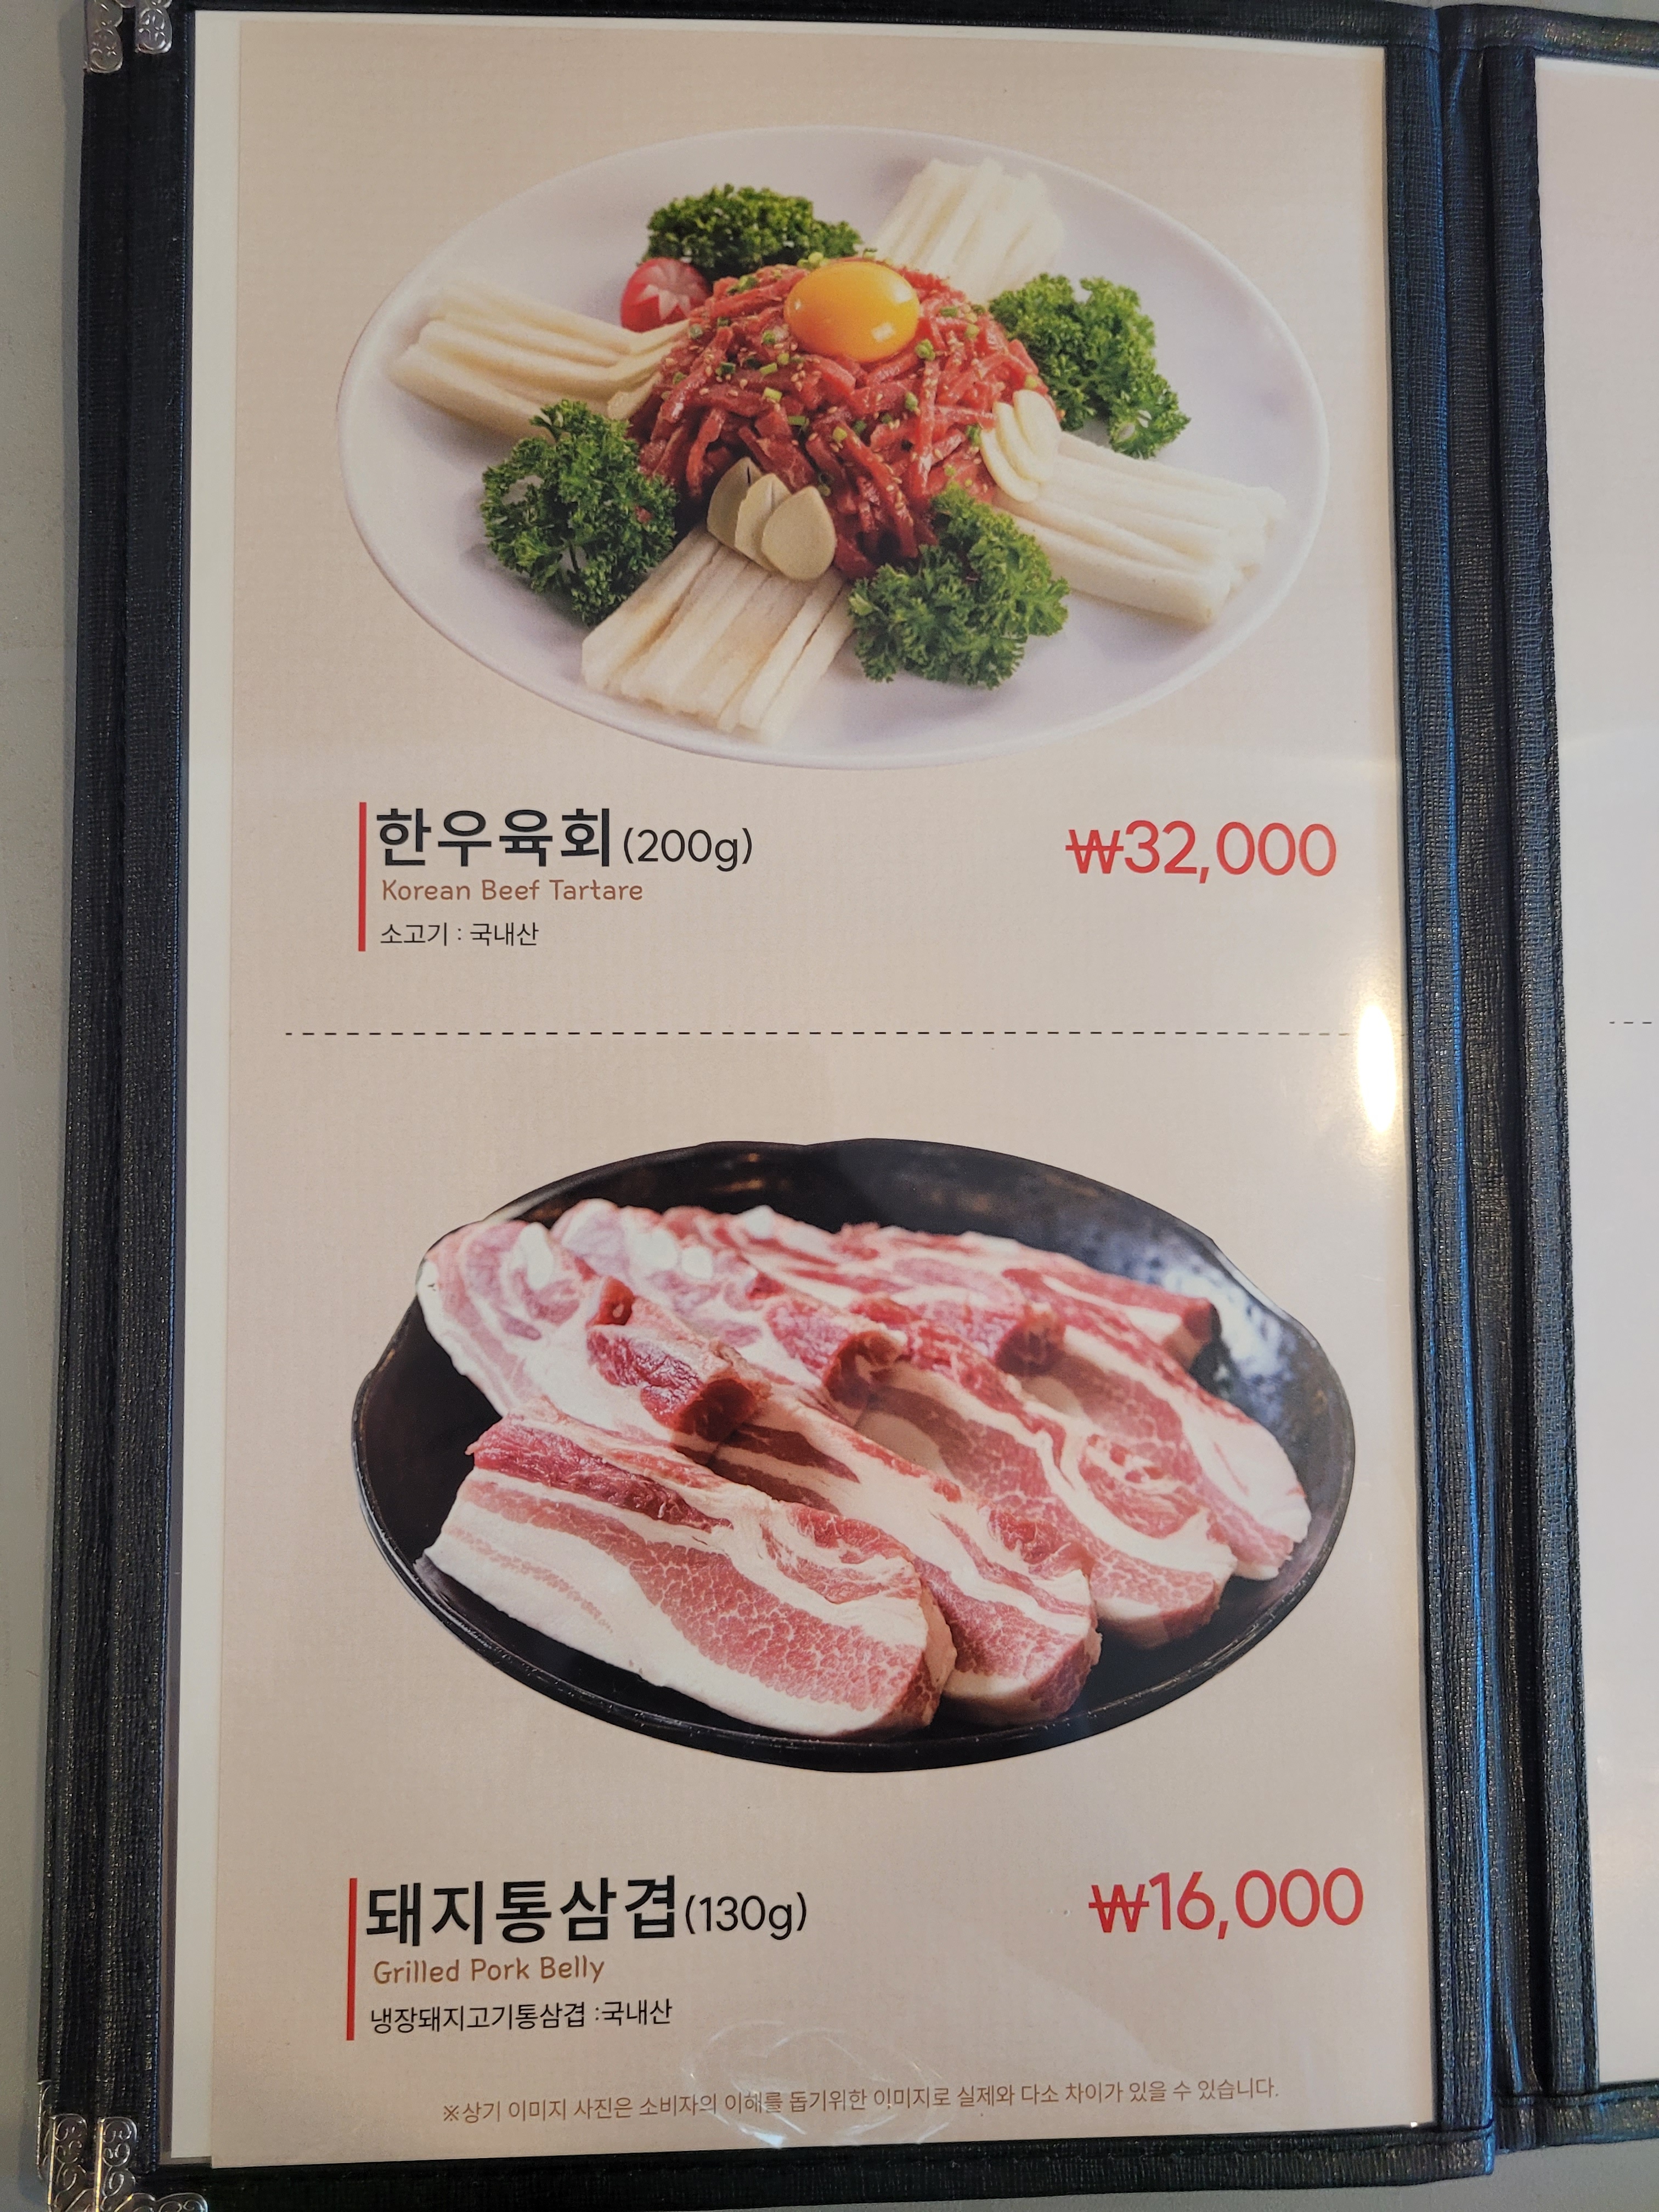 한우육회(200g)
₩32,000
Korean Beef Tartare
소고기 : 국내산
돼지통삼겹(130g)
₩16,000
Grilled Pork Belly
냉장돼지고기통삼겹 :국내산
※상기 이미지 사진은 소비자의 이해를 돕기위한 이미지로 실제와 다소 차이가 있을 수 있습니다.